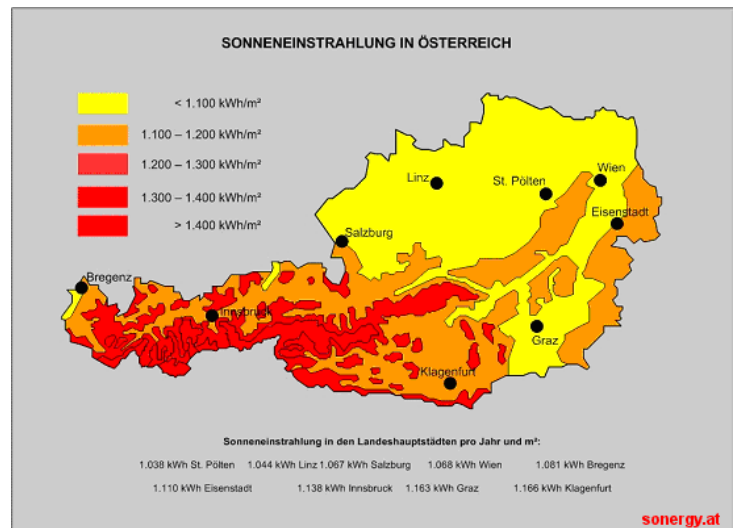 SONNENEINSTRAHLUNG IN ÖSTERREICH
< 1.100 kWh/m²
1.100 – 1.200 kWh/m²
1.200 – 1.300 kWh/m²
1.300 – 1.400 kWh/m²
> 1.400 kWh/m²
Linz
St. Pölten
Wien
Eisenstadt
Salzburg
Bregenz
Innsbruck
Graz
Klagenfurt
Sonneneinstrahlung in den Landeshauptstädten pro Jahr und m²:
1.038 kWh St. Pölten 1.044 kWh Linz 1.067 kWh Salzburg 1.068 kWh Wien 1.081 kWh Bregenz
1.110 kWh Eisenstadt 1.138 kWh Innsbruck 1.163 kWh Graz 1.166 kWh Klagenfurt
sonergy.at